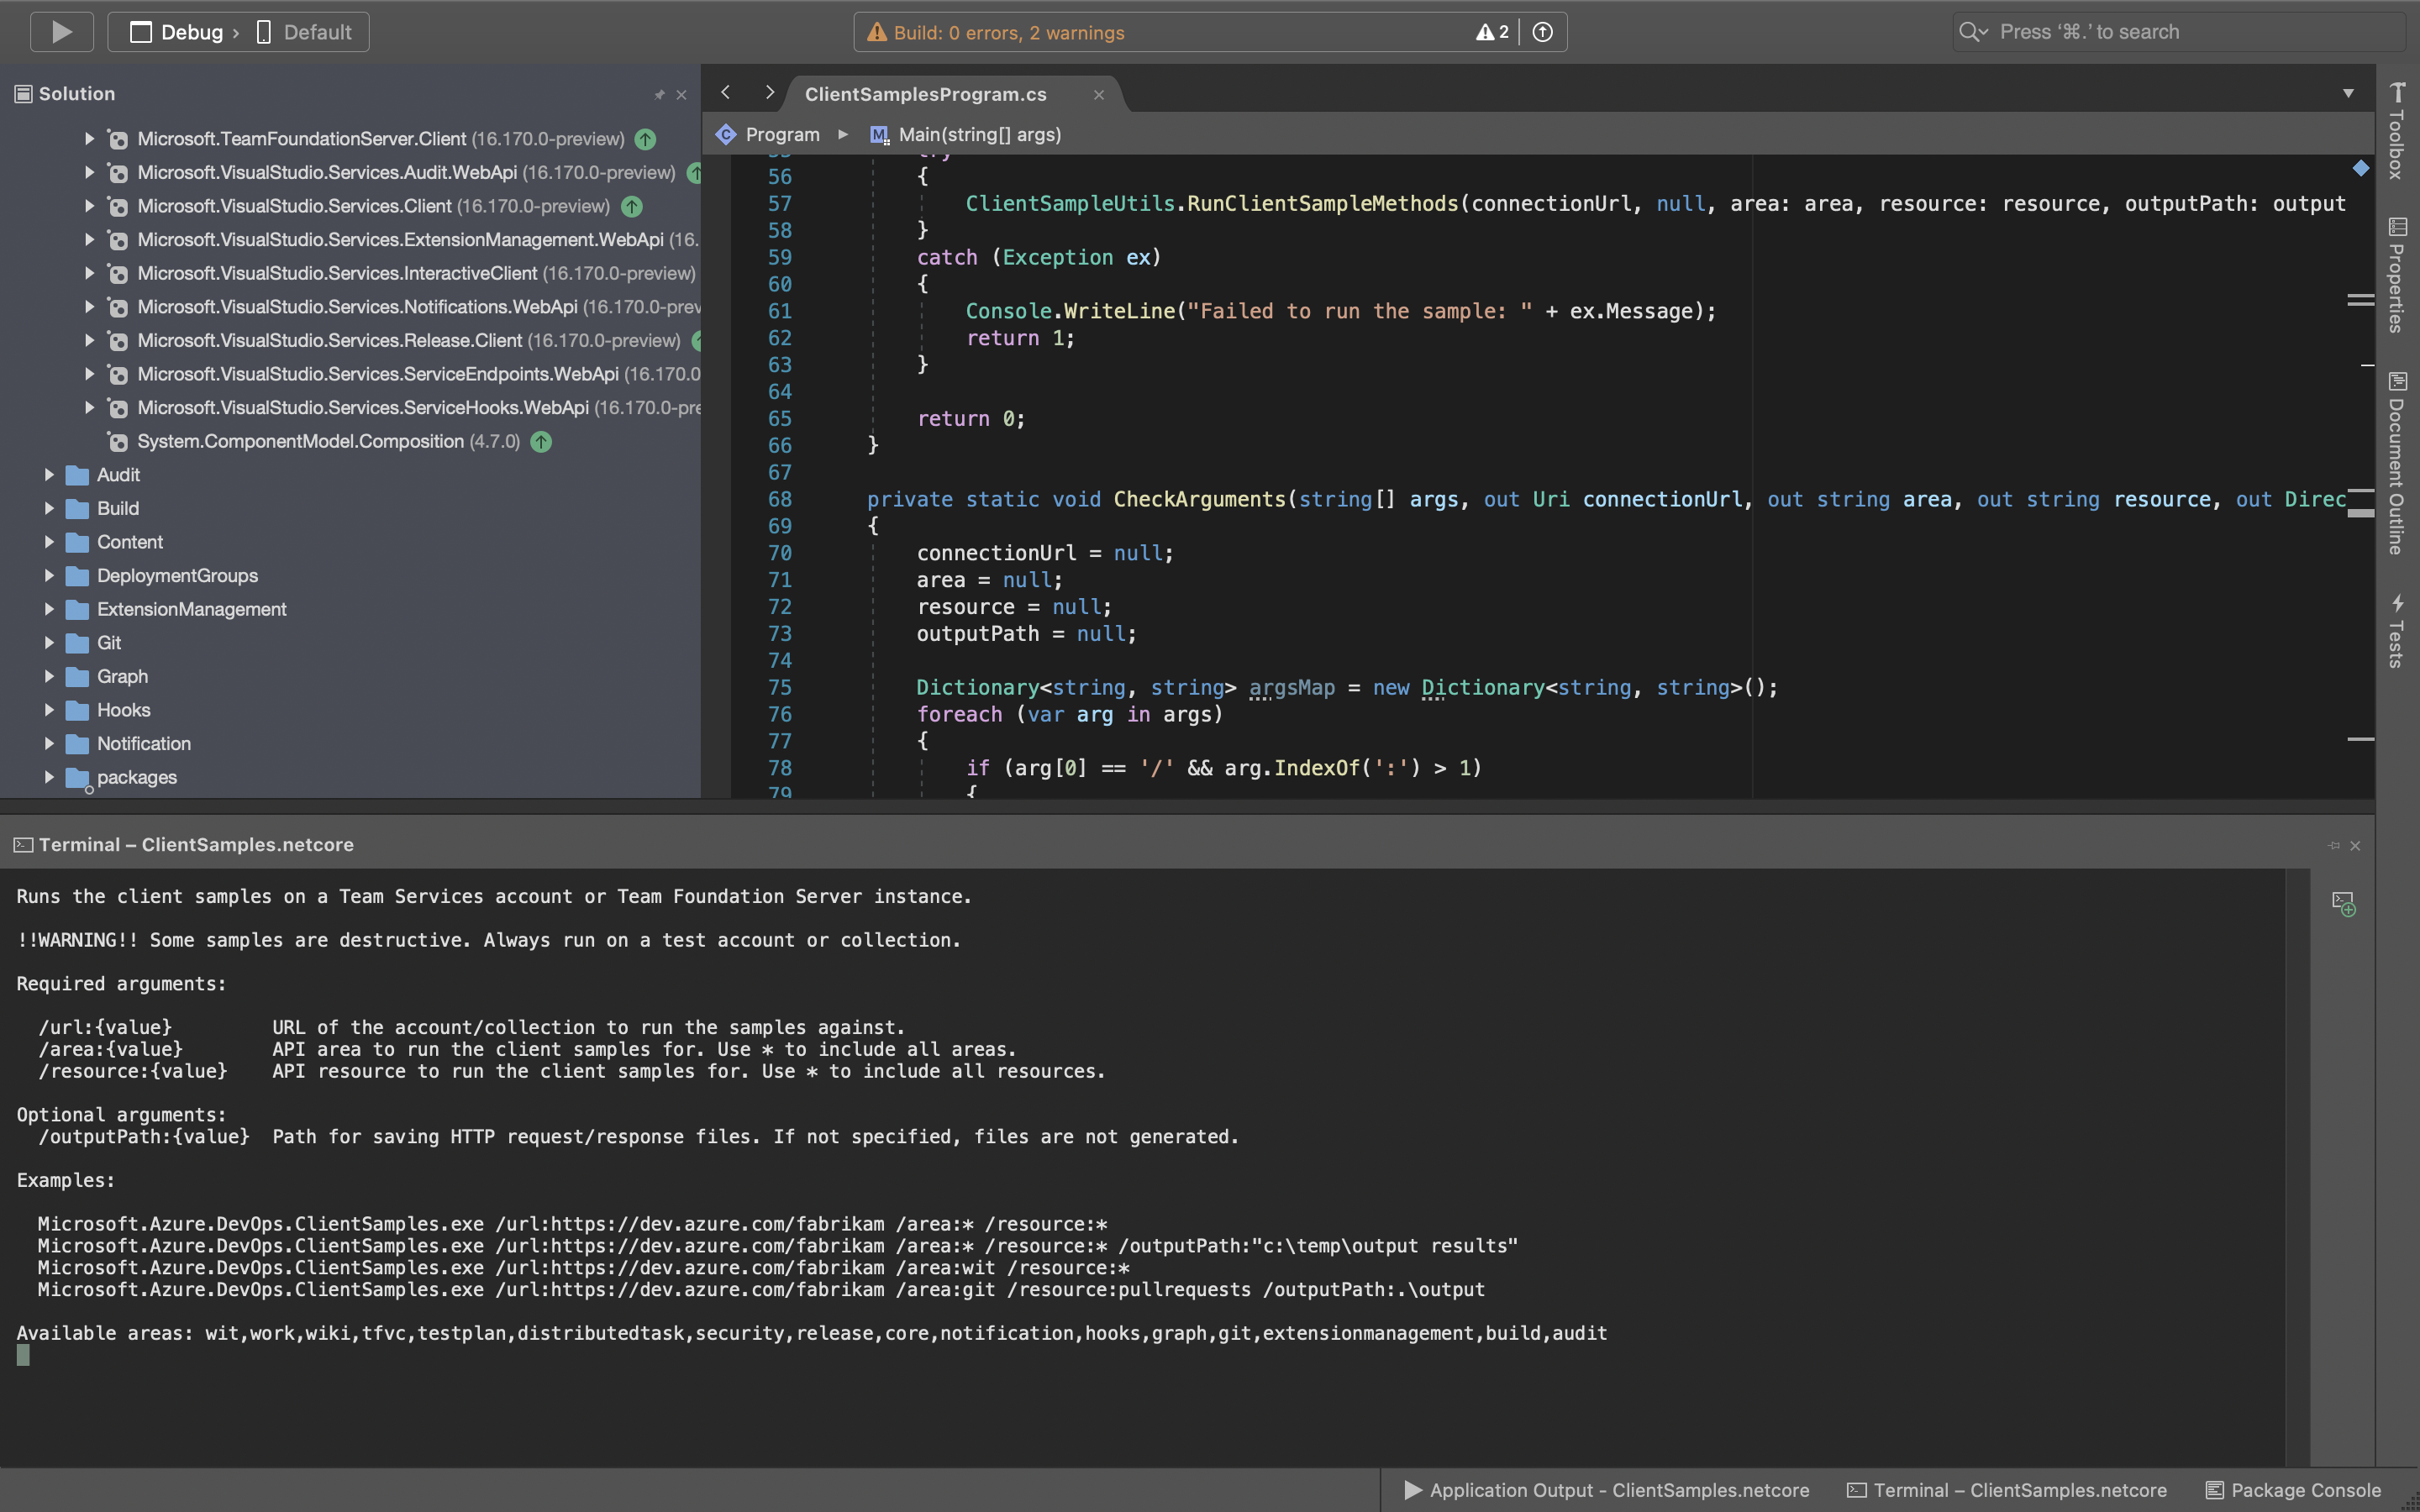 Debug › Default
Build: 0 errors, 2 warnings
2
Press ‘⌘.’ to search
Solution
Microsoft.TeamFoundationServer.Client (16.170.0-preview)
Microsoft.VisualStudio.Services.Audit.WebApi (16.170.0-preview)
Microsoft.VisualStudio.Services.Client (16.170.0-preview)
Microsoft.VisualStudio.Services.ExtensionManagement.WebApi (16.
Microsoft.VisualStudio.Services.InteractiveClient (16.170.0-preview)
Microsoft.VisualStudio.Services.Notifications.WebApi (16.170.0-prev
Microsoft.VisualStudio.Services.Release.Client (16.170.0-preview)
Microsoft.VisualStudio.Services.ServiceEndpoints.WebApi (16.170.0
Microsoft.VisualStudio.Services.ServiceHooks.WebApi (16.170.0-pre
System.ComponentModel.Composition (4.7.0)
Audit
Build
Content
DeploymentGroups
ExtensionManagement
Git
Graph
Hooks
Notification
packages
ClientSamplesProgram.cs
Program
M Main(string[] args)
56 {
57 ClientSampleUtils.RunClientSampleMethods(connectionUrl, null, area: area, resource: resource, outputPath: output
58 }
59 catch (Exception ex)
60 {
61 Console.WriteLine("Failed to run the sample: " + ex.Message);
62 return 1;
63 }
64
65 return 0;
66 }
67
68 private static void CheckArguments(string[] args, out Uri connectionUrl, out string area, out string resource, out Direc
69 {
70 connectionUrl = null;
71 area = null;
72 resource = null;
73 outputPath = null;
74
75 Dictionary<string, string> argsMap = new Dictionary<string, string>();
76 foreach (var arg in args)
77 {
78 if (arg[0] == '/' && arg.IndexOf(':') > 1)
79 {
Toolbox
Properties
Document Outline
Tests
Terminal – ClientSamples.netcore
Runs the client samples on a Team Services account or Team Foundation Server instance.
!!WARNING!! Some samples are destructive. Always run on a test account or collection.
Required arguments:
/url:{value} URL of the account/collection to run the samples against.
/area:{value} API area to run the client samples for. Use * to include all areas.
/resource:{value} API resource to run the client samples for. Use * to include all resources.
Optional arguments:
/outputPath:{value} Path for saving HTTP request/response files. If not specified, files are not generated.
Examples:
Microsoft.Azure.DevOps.ClientSamples.exe /url:https://dev.azure.com/fabrikam /area:* /resource:*
Microsoft.Azure.DevOps.ClientSamples.exe /url:https://dev.azure.com/fabrikam /area:* /resource:* /outputPath:"c:\temp\output results"
Microsoft.Azure.DevOps.ClientSamples.exe /url:https://dev.azure.com/fabrikam /area:wit /resource:*
Microsoft.Azure.DevOps.ClientSamples.exe /url:https://dev.azure.com/fabrikam /area:git /resource:pullrequests /outputPath:.\output
Available areas: wit,work,wiki,tfvc,testplan,distributedtask,security,release,core,notification,hooks,graph,git,extensionmanagement,build,audit
Application Output - ClientSamples.netcore
Terminal – ClientSamples.netcore
Package Console